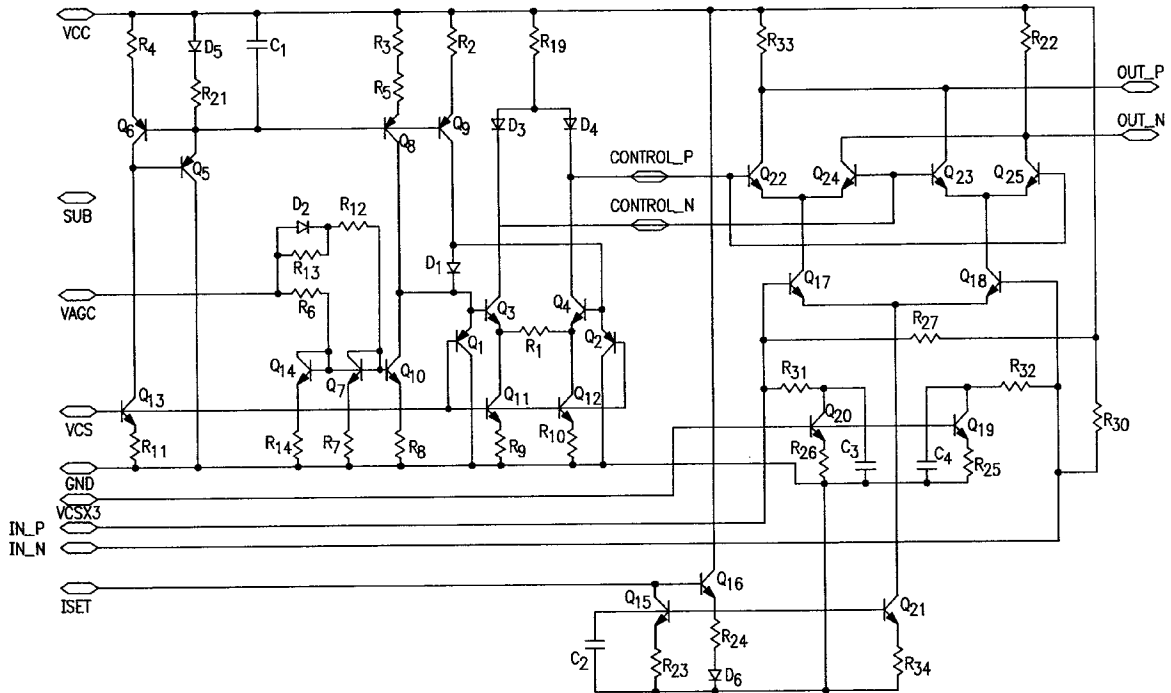 VCC
R4
D5
C1
R3
R2
R19
R33
R22
OUT_P
R21
R5
Q6
Q8
Q9
D3
D4
OUT_N
Q5
CONTROL_P
Q22
Q24
Q23
Q25
SUB
D2
R12
CONTROL_N
R13
D1
Q17
Q18
VAGC
R6
Q3
Q4
Q1
R1
Q2
R27
Q14
Q7
Q10
R31
R32
Q13
Q11
Q12
Q20
Q19
VCS
R30
R11
R14
R7
R8
R9
R10
R26
C3
C4
R25
GND
VCSX3
IN_P
IN_N
Q16
ISET
Q15
Q21
R24
C2
R23
D6
R34